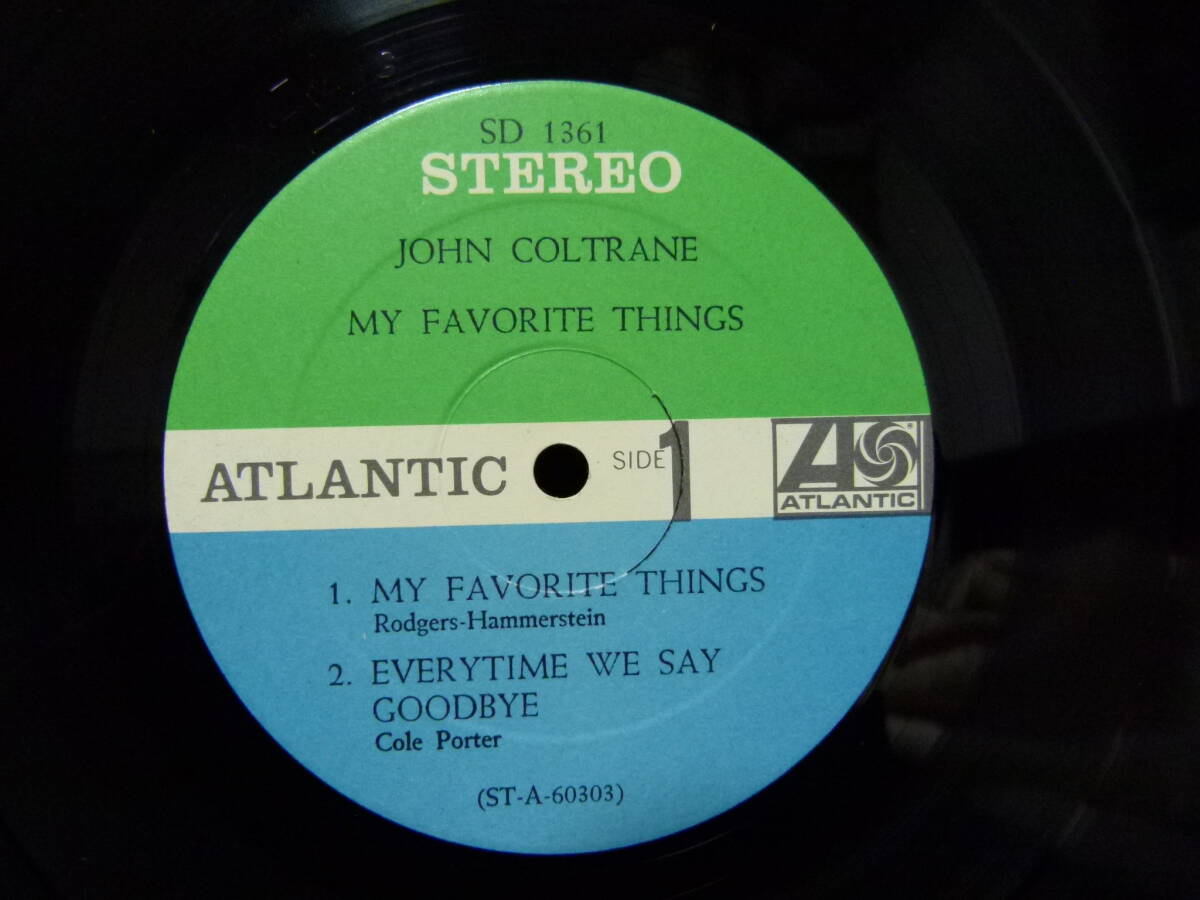 SD 1361
STEREO
JOHN COLTRANE
MY FAVORITE THINGS
ATLANTIC
SIDE 1
ATLANTIC
1. MY FAVORITE THINGS
Rodgers-Hammerstein
2. EVERYTIME WE SAY
GOODBYE
Cole Porter
(ST-A-60303)